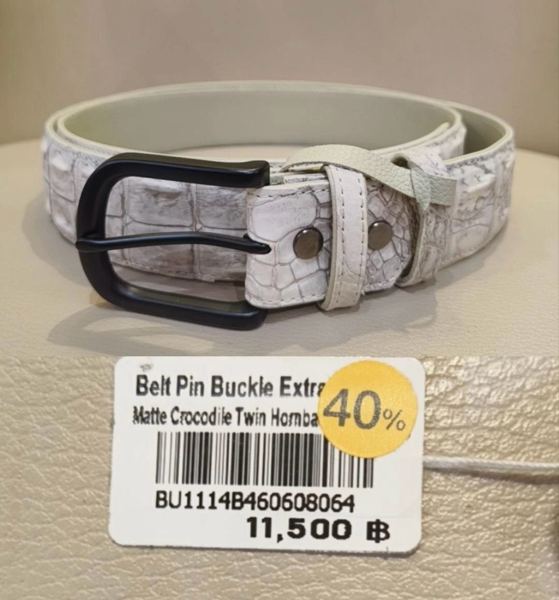 Belt Pin Buckle Extra
40%
Matte Crocodile Twin Hornba
BU1114B460608064
11,500 ฿